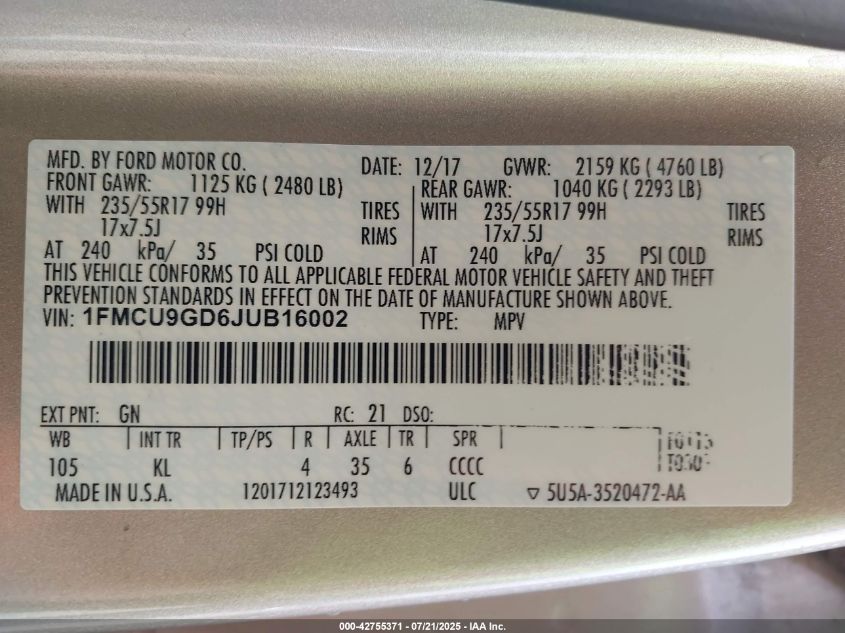 MFD. BY FORD MOTOR CO. DATE: 12/17 GVWR: 2159 KG ( 4760 LB)
FRONT GAWR: 1125 KG ( 2480 LB) REAR GAWR: 1040 KG ( 2293 LB)
WITH 235/55R17 99H TIRES WITH 235/55R17 99H TIRES
17x7.5J RIMS 17x7.5J RIMS
AT 240 kPa/ 35 PSI COLD AT 240 kPa/ 35 PSI COLD
THIS VEHICLE CONFORMS TO ALL APPLICABLE FEDERAL MOTOR VEHICLE SAFETY AND THEFT
PREVENTION STANDARDS IN EFFECT ON THE DATE OF MANUFACTURE SHOWN ABOVE.
VIN: 1FMCU9GD6JUB16002 TYPE: MPV
EXT PNT: GN RC: 21 DSO:
WB INT TR TP/PS R AXLE TR SPR
105 KL 4 35 6 CCCC
MADE IN U.S.A. 1201712123493 ULC ▽ 5U5A-3520472-AA
000-42755371 - 07/21/2025 - IAA Inc.